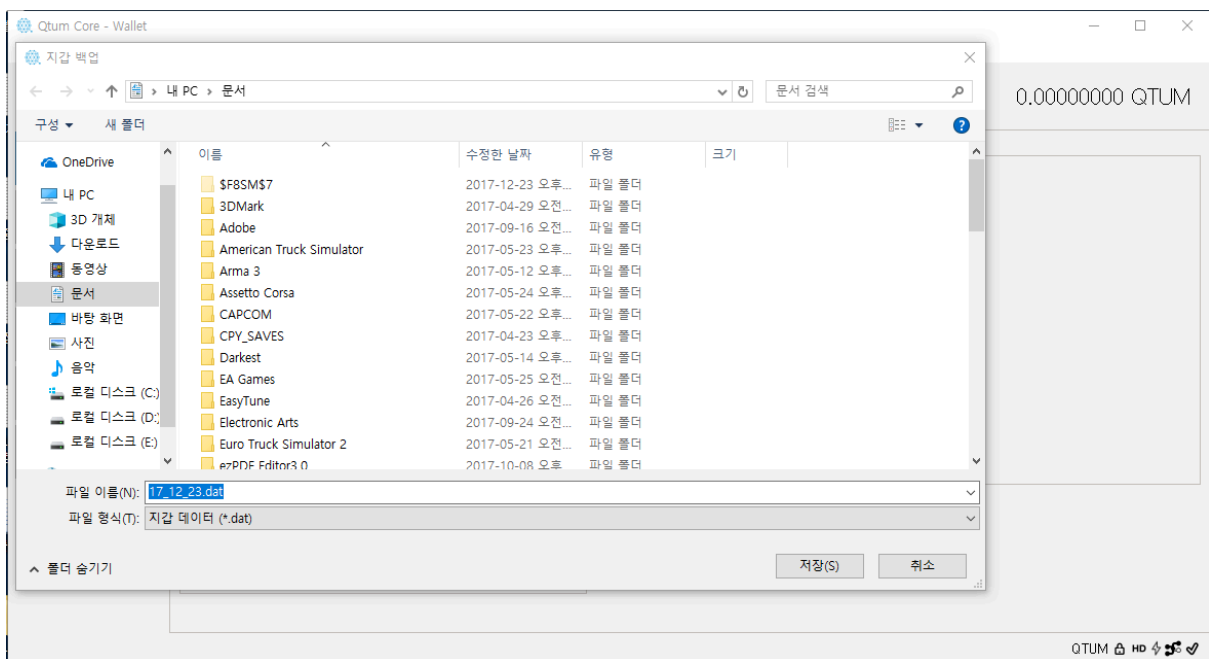 Qtum Core - Wallet
지갑 백업
내 PC › 문서
문서 검색
0.00000000 QTUM
구성
새 폴더
이름 수정한 날짜 유형 크기
OneDrive
내 PC
3D 개체
다운로드
동영상
문서
바탕 화면
사진
음악
로컬 디스크 (C:)
로컬 디스크 (D:)
로컬 디스크 (E:)
$F8SM$7 2017-12-23 오후... 파일 폴더
3DMark 2017-04-29 오전... 파일 폴더
Adobe 2017-09-16 오전... 파일 폴더
American Truck Simulator 2017-05-23 오후... 파일 폴더
Arma 3 2017-05-12 오전... 파일 폴더
Assetto Corsa 2017-05-24 오후... 파일 폴더
CAPCOM 2017-05-22 오후... 파일 폴더
CPY_SAVES 2017-04-23 오후... 파일 폴더
Darkest 2017-05-14 오후... 파일 폴더
EA Games 2017-05-25 오전... 파일 폴더
EasyTune 2017-04-26 오전... 파일 폴더
Electronic Arts 2017-09-24 오전... 파일 폴더
Euro Truck Simulator 2 2017-05-21 오전... 파일 폴더
ezPDF Editor3.0 2017-10-08 오후... 파일 폴더
파일 이름(N): 17_12_23.dat
파일 형식(T): 지갑 데이터 (*.dat)
폴더 숨기기
저장(S)
취소
QTUM HD